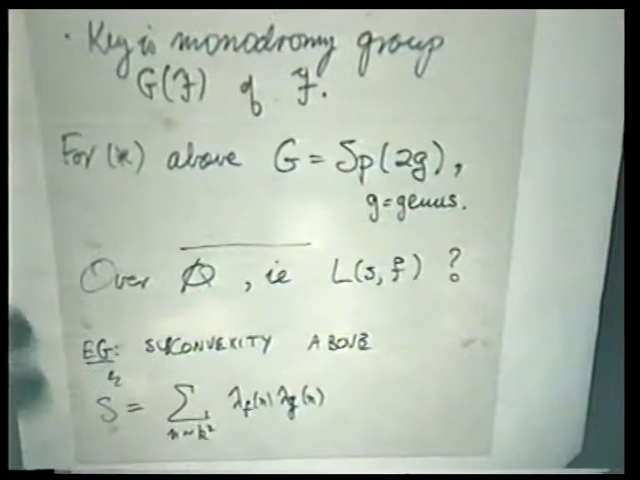 · Key is monodromy group
G(F) of F.
For (*) above G = Sp(2g),
g = genus.
Over Q, ie L(s, f) ?
EG: SUBCONVEXITY ABOVE
S = ∑ λf(n) λg(n)
n~k²